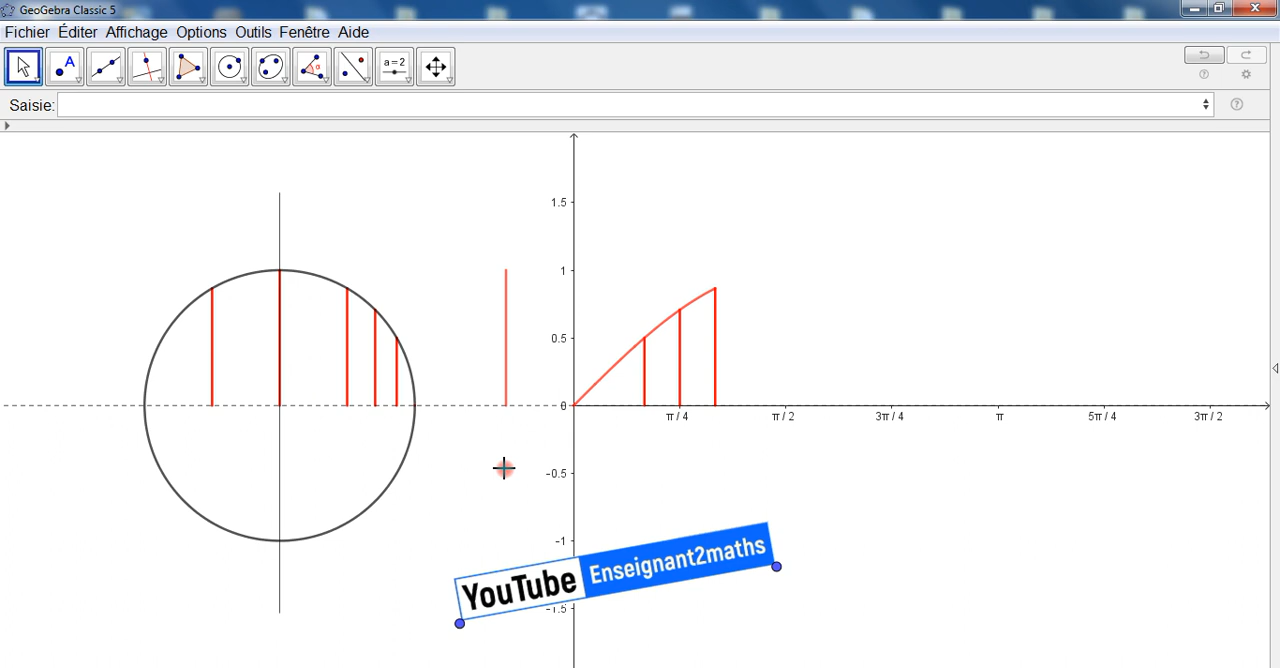 GeoGebra Classic 5
Fichier Éditer Affichage Options Outils Fenêtre Aide
A
α
a=2
Saisie:
1.5
1
0.5
0
-0.5
-1
-1.5
π / 4
π / 2
3π / 4
π
5π / 4
3π / 2
YouTube Enseignant2maths